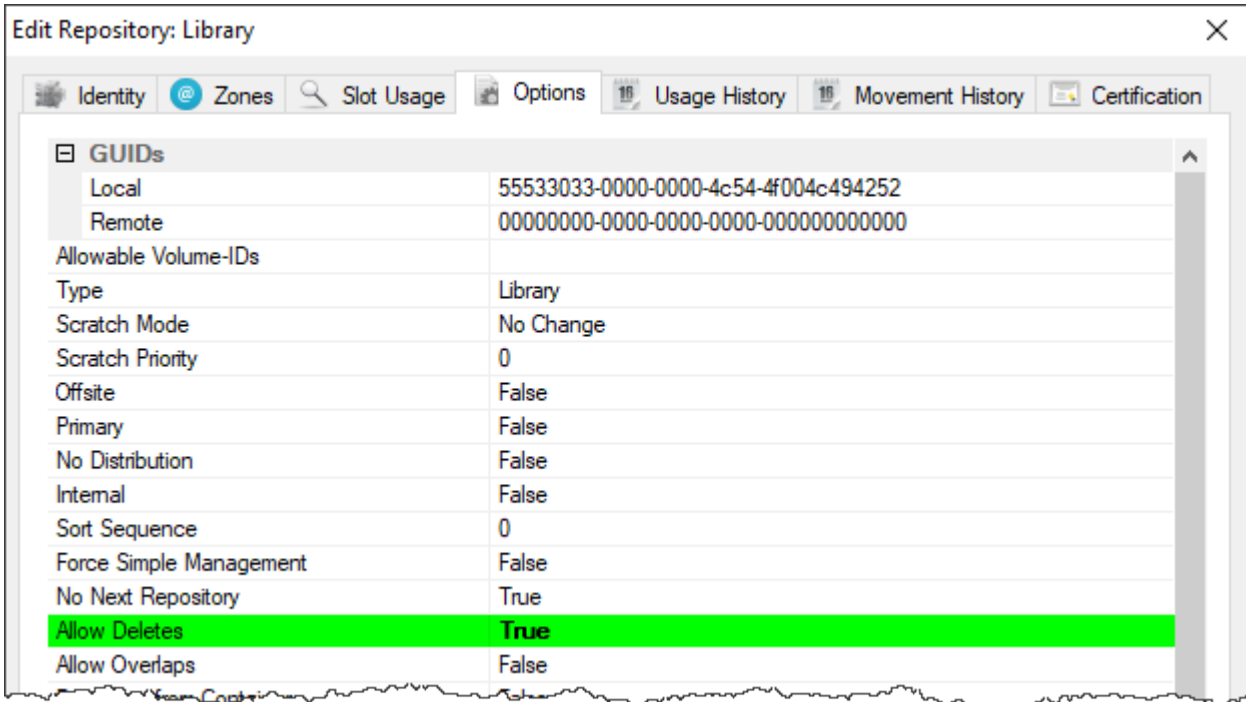 Edit Repository: Library
Identity Zones Slot Usage Options Usage History Movement History Certification
GUIDs
Local 55533033-0000-0000-4c54-4f004c494252
Remote 00000000-0000-0000-0000-000000000000
Allowable Volume-IDs
Type Library
Scratch Mode No Change
Scratch Priority 0
Offsite False
Primary False
No Distribution False
Internal False
Sort Sequence 0
Force Simple Management False
No Next Repository True
Allow Deletes True
Allow Overlaps False